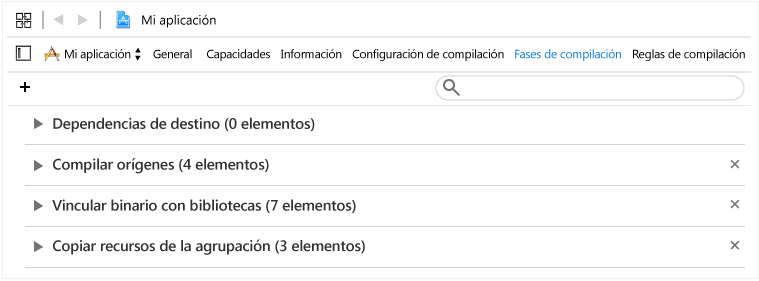 Mi aplicación
Mi aplicación General Capacidades Información Configuración de compilación Fases de compilación Reglas de compilación
Dependencias de destino (0 elementos)
Compilar orígenes (4 elementos)
Vincular binario con bibliotecas (7 elementos)
Copiar recursos de la agrupación (3 elementos)